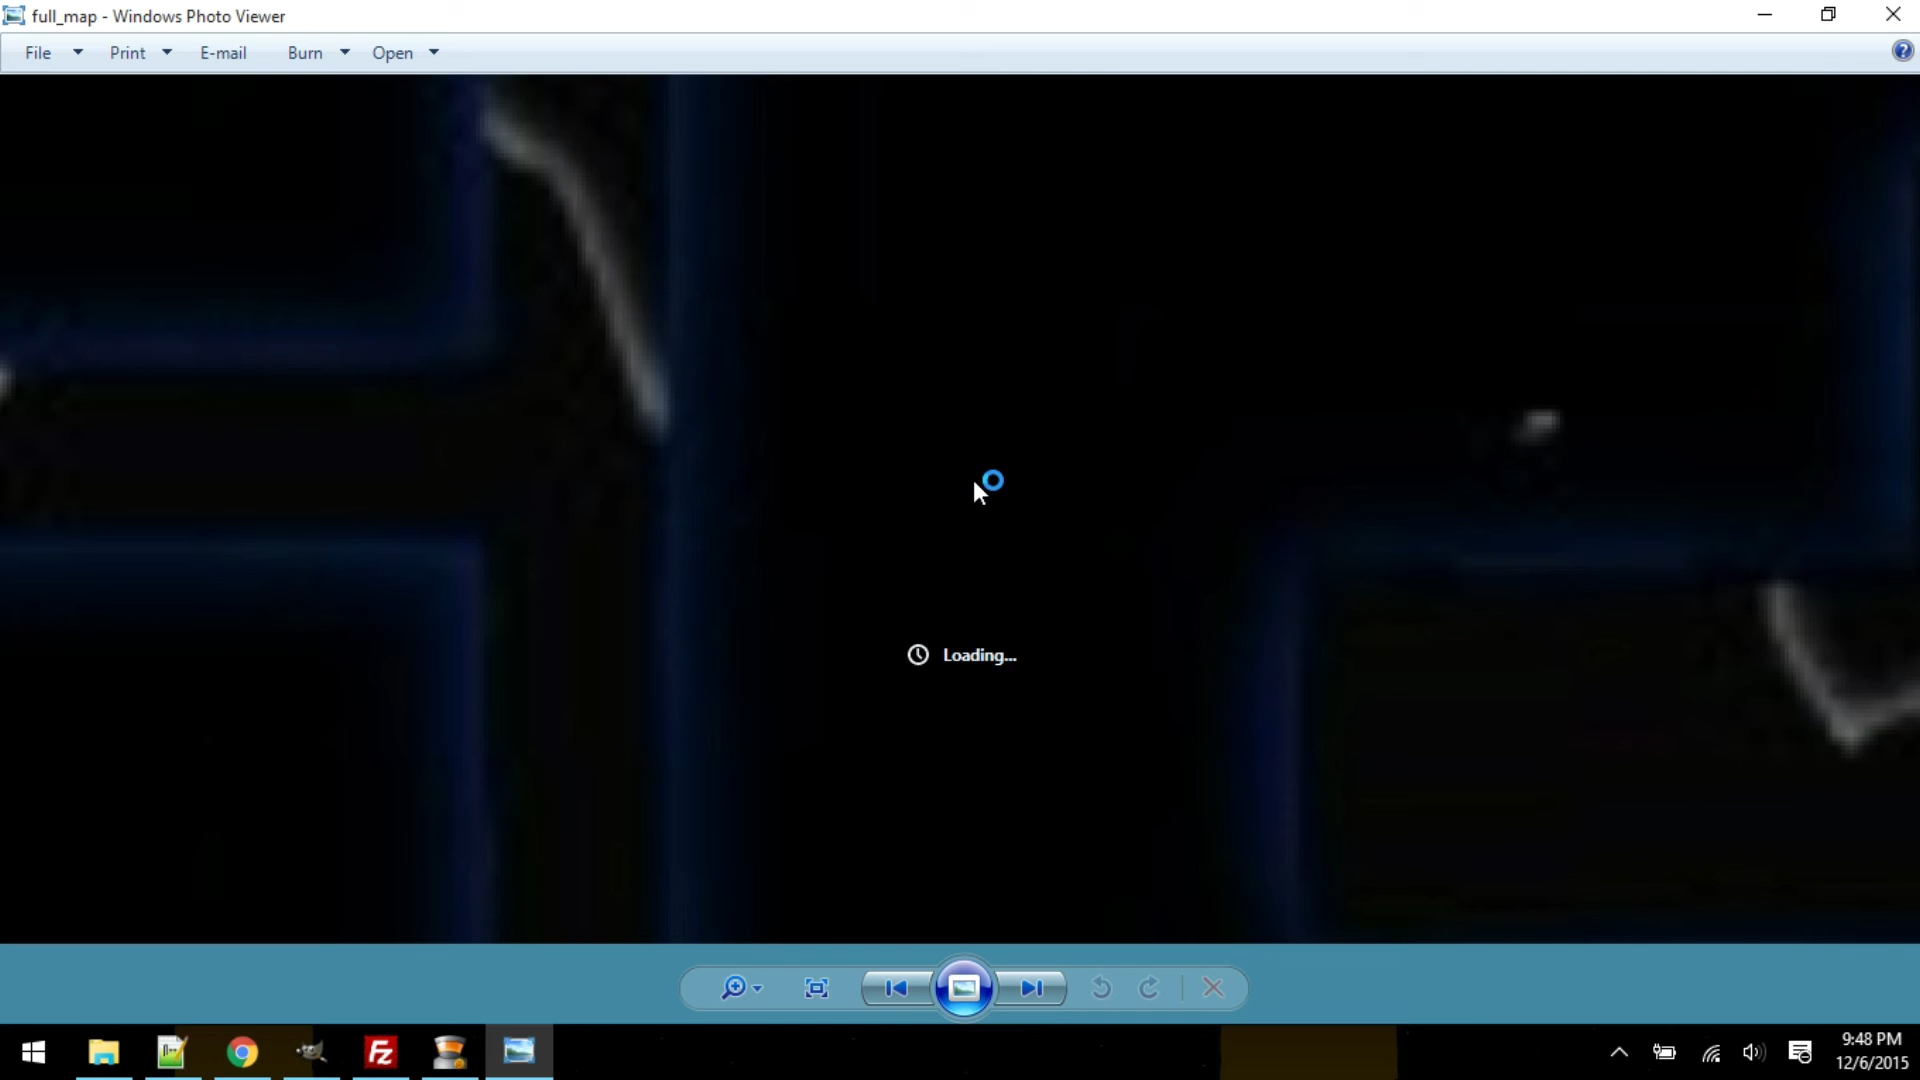 full_map - Windows Photo Viewer
File Print E-mail Burn Open
Loading...
9:48 PM
12/6/2015